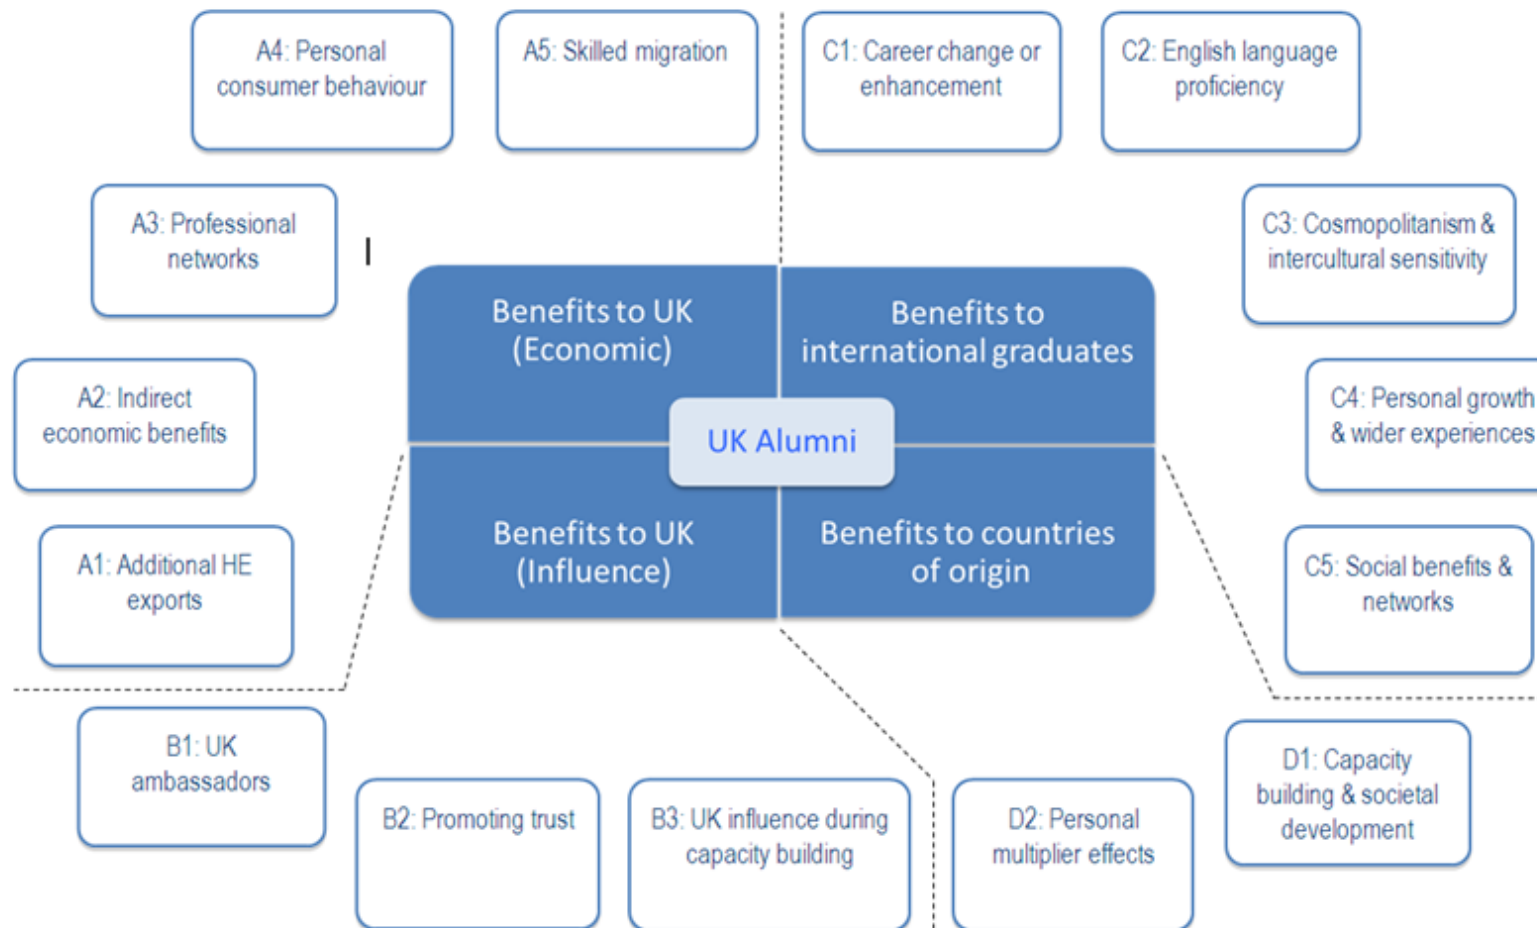 A4: Personal
consumer behaviour
A5: Skilled migration
C1: Career change or
enhancement
C2: English language
proficiency
A3: Professional
networks
C3: Cosmopolitanism &
intercultural sensitivity
Benefits to UK
(Economic)
Benefits to
international graduates
A2: Indirect
economic benefits
C4: Personal growth
& wider experiences
UK Alumni
Benefits to UK
(Influence)
Benefits to countries
of origin
A1: Additional HE
exports
C5: Social benefits &
networks
B1: UK
ambassadors
B2: Promoting trust
B3: UK influence during
capacity building
D2: Personal
multiplier effects
D1: Capacity
building & societal
development